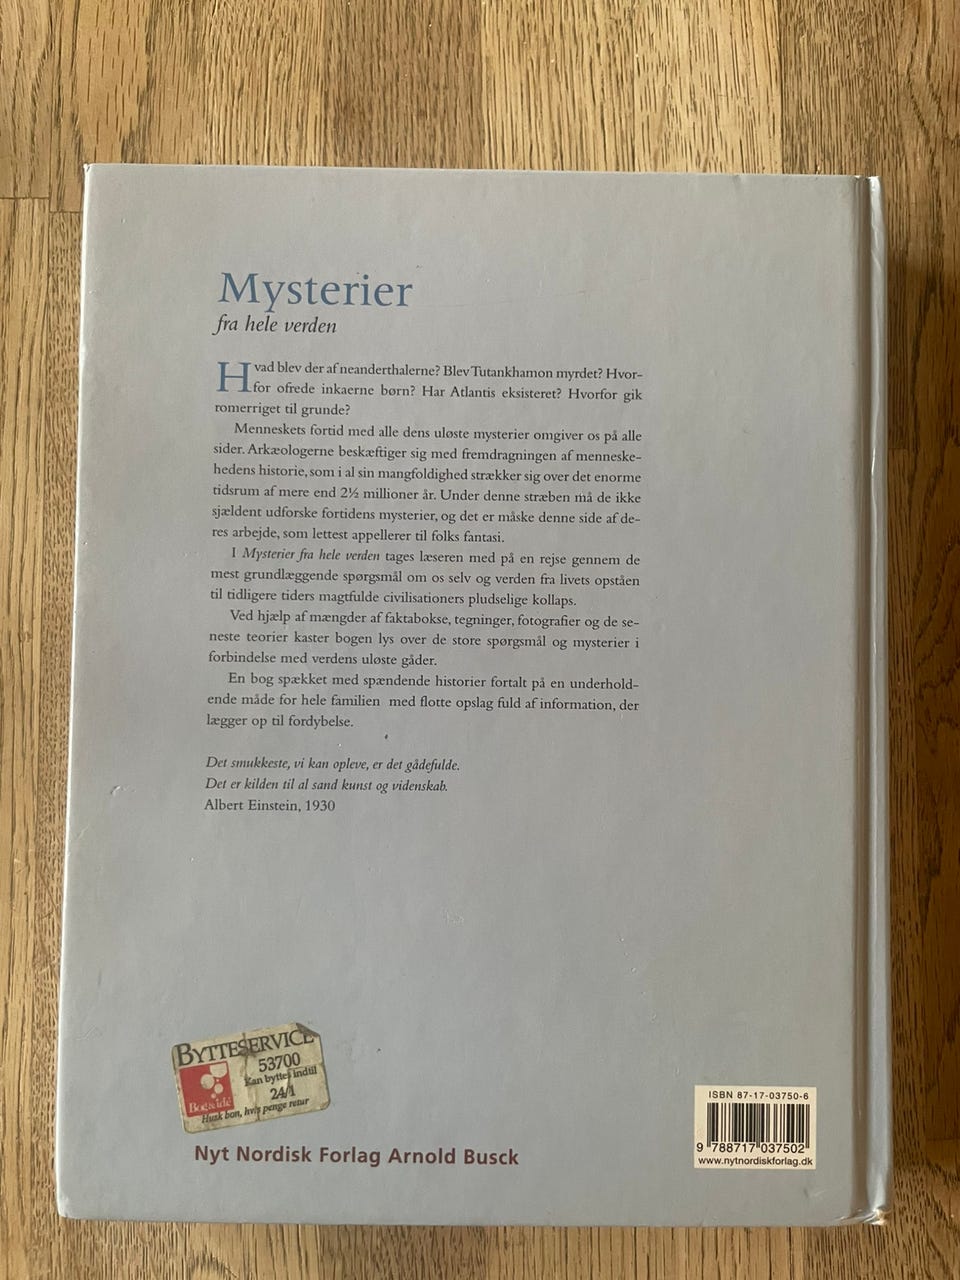 Mysterier
fra hele verden
Hvad blev der af neanderthalerne? Blev Tutankhamon myrdet? Hvor-
for ofrede inkaerne børn? Har Atlantis eksisteret? Hvorfor gik
romerriget til grunde?
Menneskets fortid med alle dens uløste mysterier omgiver os på alle
sider. Arkæologerne beskæftiger sig med fremdragningen af menneske-
hedens historie, som i al sin mangfoldighed strækker sig over det enorme
tidsrum af mere end 2½ millioner år. Under denne stræben må de ikke
sjældent udforske fortidens mysterier, og det er måske denne side af de-
res arbejde, som lettest appellerer til folks fantasi.
I Mysterier fra hele verden tages læseren med på en rejse gennem de
mest grundlæggende spørgsmål om os selv og verden fra livets opståen
til tidligere tiders magtfulde civilisationers pludselige kollaps.
Ved hjælp af mængder af faktabokse, tegninger, fotografier og de se-
neste teorier kaster bogen lys over de store spørgsmål og mysterier i
forbindelse med verdens uløste gåder.
En bog spækket med spændende historier fortalt på en underhold-
ende måde for hele familien med flotte opslag fuld af information, der
lægger op til fordybelse.
Det smukkeste, vi kan opleve, er det gådefulde.
Det er kilden til al sand kunst og videnskab.
Albert Einstein, 1930
BYTTESERVICE
53700
Kan byttes indtil
24/1
Bog&idé
Husk bon, hvis penge retur
Nyt Nordisk Forlag Arnold Busck
ISBN 87-17-03750-6
9 788717 037502
www.nytnordiskforlag.dk